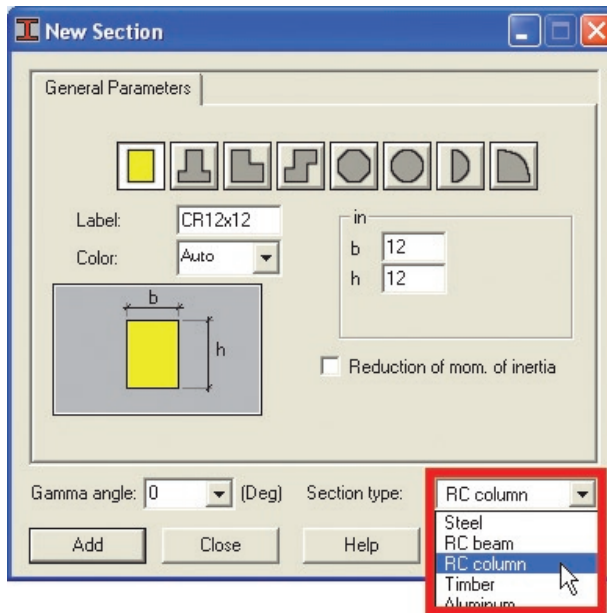 New Section
General Parameters
Label: CR12x12
Color: Auto
in
b 12
h 12
b
h
Reduction of mom. of inertia
Gamma angle: 0 (Deg) Section type: RC column
Steel
RC beam
RC column
Timber
Aluminum
Add Close Help